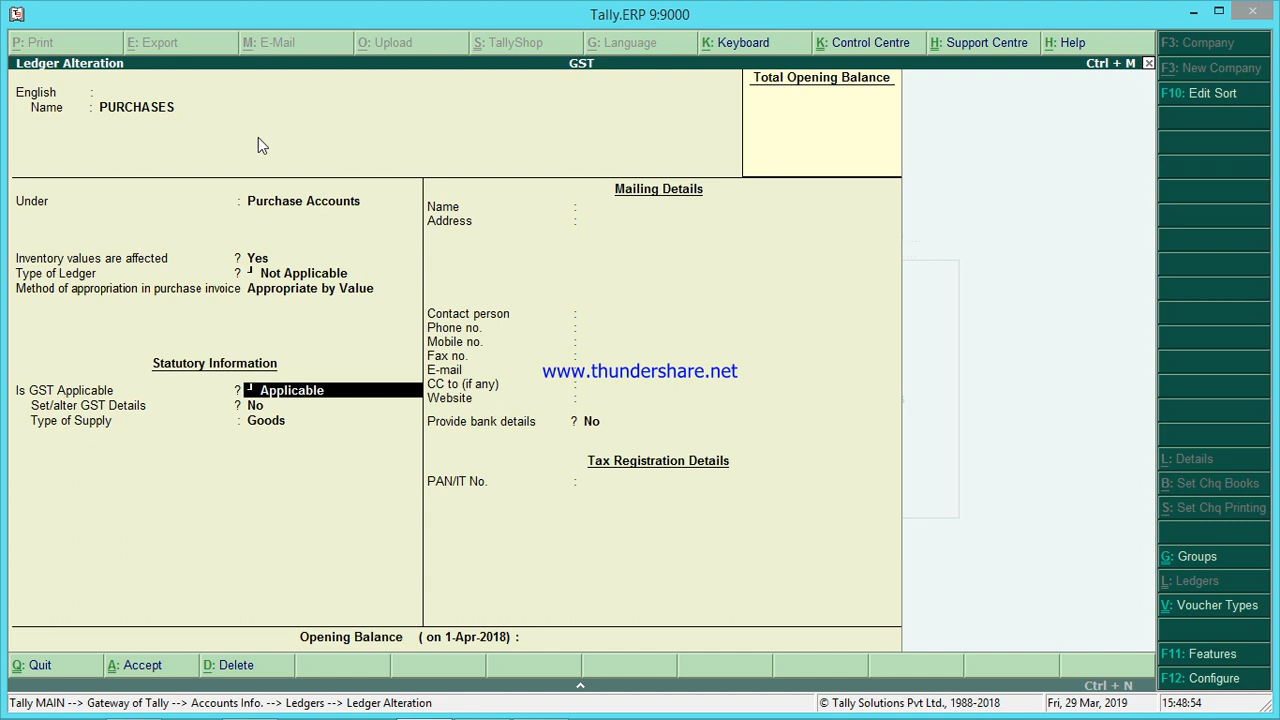 Tally.ERP 9:9000
P: Print E: Export M: E-Mail O: Upload S: TallyShop G: Language K: Keyboard K: Control Centre H: Support Centre H: Help
F3: Company
F3: New Company
F10: Edit Sort
Ledger Alteration GST Ctrl + M
Total Opening Balance
English :
Name : PURCHASES
Under : Purchase Accounts
Inventory values are affected ? Yes
Type of Ledger ? ┘ Not Applicable
Method of appropriation in purchase invoice Appropriate by Value
Statutory Information
Is GST Applicable ? ┘ Applicable
Set/alter GST Details ? No
Type of Supply : Goods
Mailing Details
Name :
Address :
Contact person :
Phone no. :
Mobile no. :
Fax no. :
E-mail :
CC to (if any) :
Website :
Provide bank details ? No
Tax Registration Details
PAN/IT No. :
www.thundershare.net
Opening Balance ( on 1-Apr-2018) :
L: Details
B: Set Chq Books
S: Set Chq Printing
G: Groups
L: Ledgers
V: Voucher Types
F11: Features
F12: Configure
Q: Quit A: Accept D: Delete
Ctrl + N
Tally MAIN --> Gateway of Tally --> Accounts Info. --> Ledgers --> Ledger Alteration © Tally Solutions Pvt Ltd., 1988-2018 Fri, 29 Mar, 2019 15:48:54